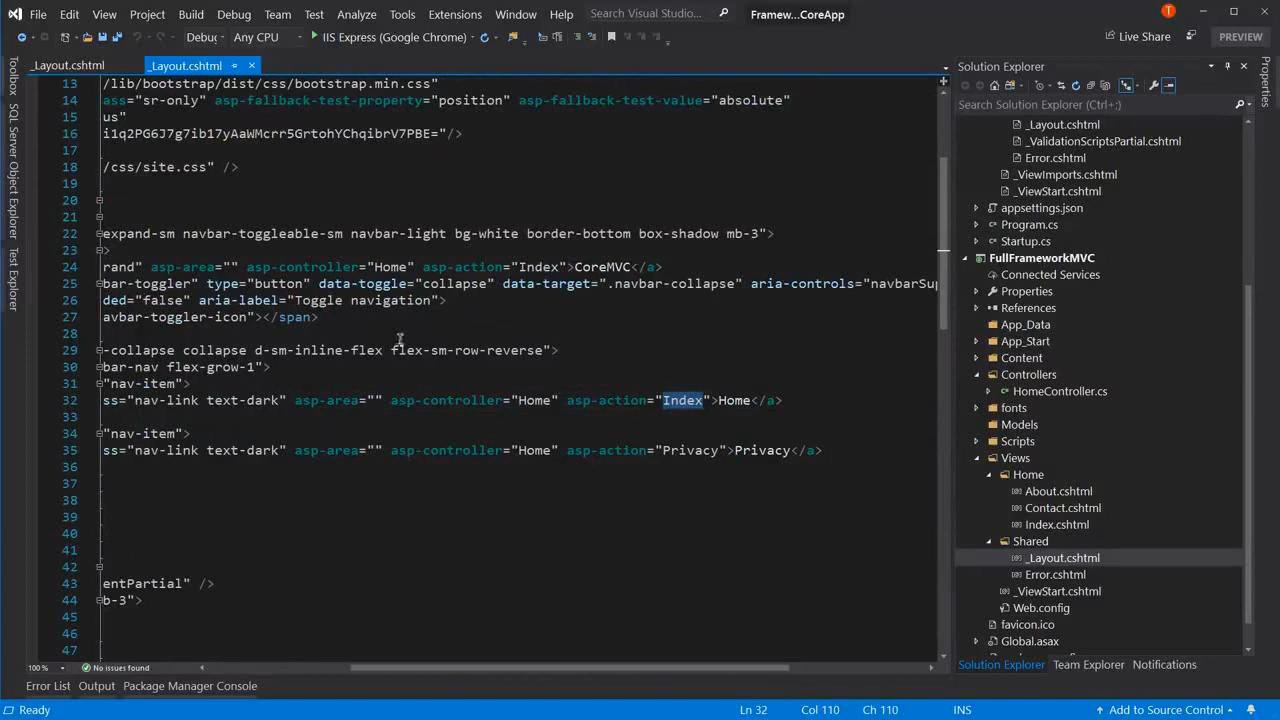 File Edit View Project Build Debug Team Test Analyze Tools Extensions Window Help Search Visual Studio... Framew...CoreApp T
Debug Any CPU IIS Express (Google Chrome) Live Share PREVIEW
_Layout.cshtml _Layout.cshtml
Toolbox
SQL Server Object Explorer
Test Explorer
13 /lib/bootstrap/dist/css/bootstrap.min.css"
14 ass="sr-only" asp-fallback-test-property="position" asp-fallback-test-value="absolute"
15 us"
16 i1q2PG6J7g7ib17yAaWMcrr5GrtohYChqibrV7PBE="/>
17
18 /css/site.css" />
19
20
21
22 expand-sm navbar-toggleable-sm navbar-light bg-white border-bottom box-shadow mb-3">
23 >
24 rand" asp-area="" asp-controller="Home" asp-action="Index">CoreMVC</a>
25 bar-toggler" type="button" data-toggle="collapse" data-target=".navbar-collapse" aria-controls="navbarSup
26 ded="false" aria-label="Toggle navigation">
27 avbar-toggler-icon"></span>
28
29 -collapse collapse d-sm-inline-flex flex-sm-row-reverse">
30 bar-nav flex-grow-1">
31 "nav-item">
32 ss="nav-link text-dark" asp-area="" asp-controller="Home" asp-action="Index">Home</a>
33
34 "nav-item">
35 ss="nav-link text-dark" asp-area="" asp-controller="Home" asp-action="Privacy">Privacy</a>
36
37
38
39
40
41
42
43 entPartial" />
44 b-3">
45
46
47
100% No issues found
Solution Explorer
Search Solution Explorer (Ctrl+;)
_Layout.cshtml
_ValidationScriptsPartial.cshtml
Error.cshtml
_ViewImports.cshtml
_ViewStart.cshtml
appsettings.json
Program.cs
Startup.cs
FullFrameworkMVC
Connected Services
Properties
References
App_Data
App_Start
Content
Controllers
HomeController.cs
fonts
Models
Scripts
Views
Home
About.cshtml
Contact.cshtml
Index.cshtml
Shared
_Layout.cshtml
Error.cshtml
_ViewStart.cshtml
Web.config
favicon.ico
Global.asax
Solution Explorer Team Explorer Notifications
Properties
Error List Output Package Manager Console
Ready Ln 32 Col 110 Ch 110 INS Add to Source Control